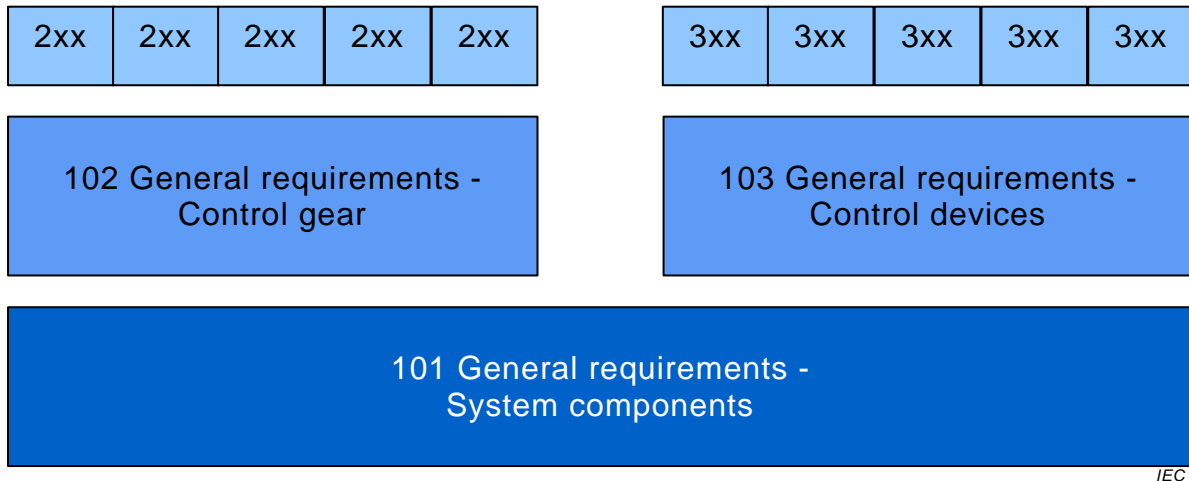 2xx 2xx 2xx 2xx 2xx 3xx 3xx 3xx 3xx 3xx
102 General requirements -
Control gear
103 General requirements -
Control devices
101 General requirements -
System components
IEC